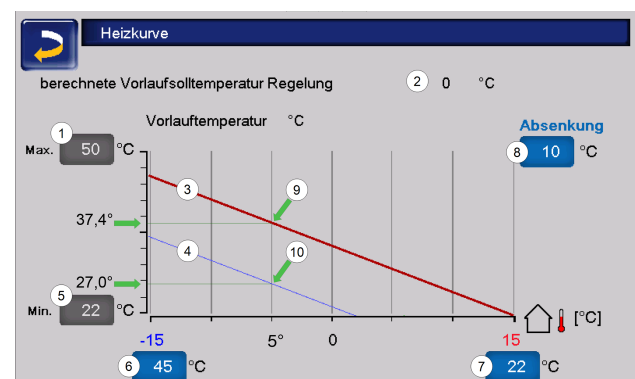 Heizkurve
berechnete Vorlaufsolltemperatur Regelung 2 0 °C
Vorlauftemperatur °C
Absenkung
1
Max. 50 °C
8 10 °C
3 9
37,4°
4 10
27,0°
5
Min. 22 °C
[°C]
-15 5° 0 15
6 45 °C 7 22 °C